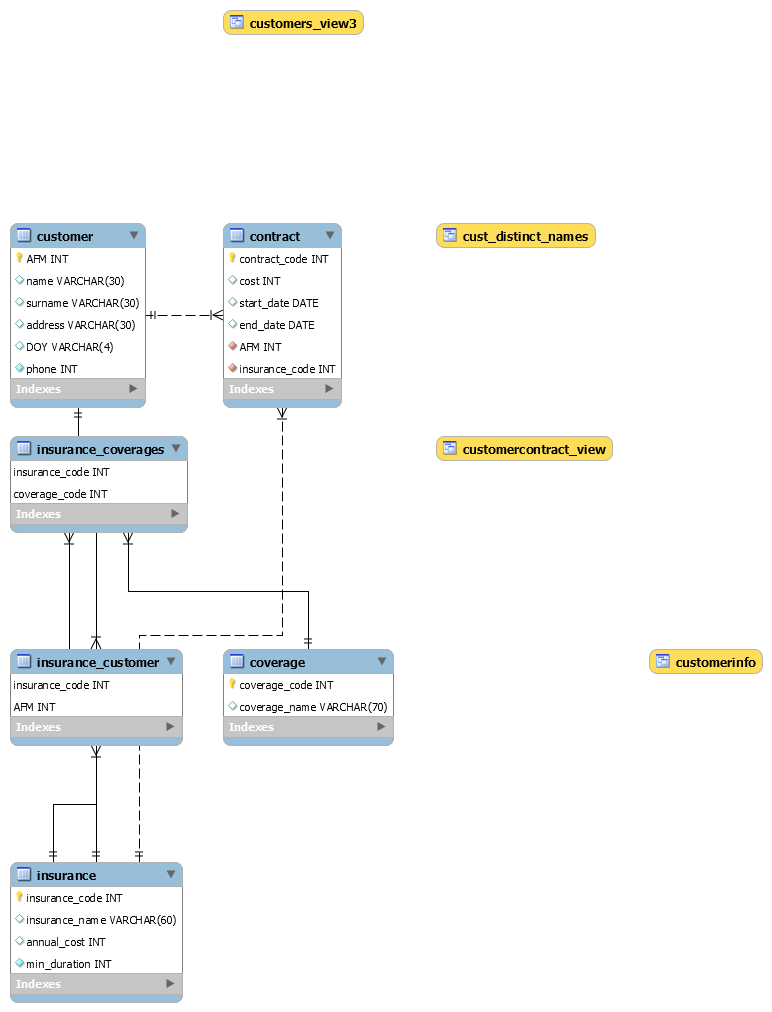 customers_view3
customer
AFM INT
name VARCHAR(30)
surname VARCHAR(30)
address VARCHAR(30)
DOY VARCHAR(4)
phone INT
Indexes
contract
contract_code INT
cost INT
start_date DATE
end_date DATE
AFM INT
insurance_code INT
Indexes
cust_distinct_names
insurance_coverages
insurance_code INT
coverage_code INT
Indexes
customercontract_view
insurance_customer
insurance_code INT
AFM INT
Indexes
coverage
coverage_code INT
coverage_name VARCHAR(70)
Indexes
customerinfo
insurance
insurance_code INT
insurance_name VARCHAR(60)
annual_cost INT
min_duration INT
Indexes